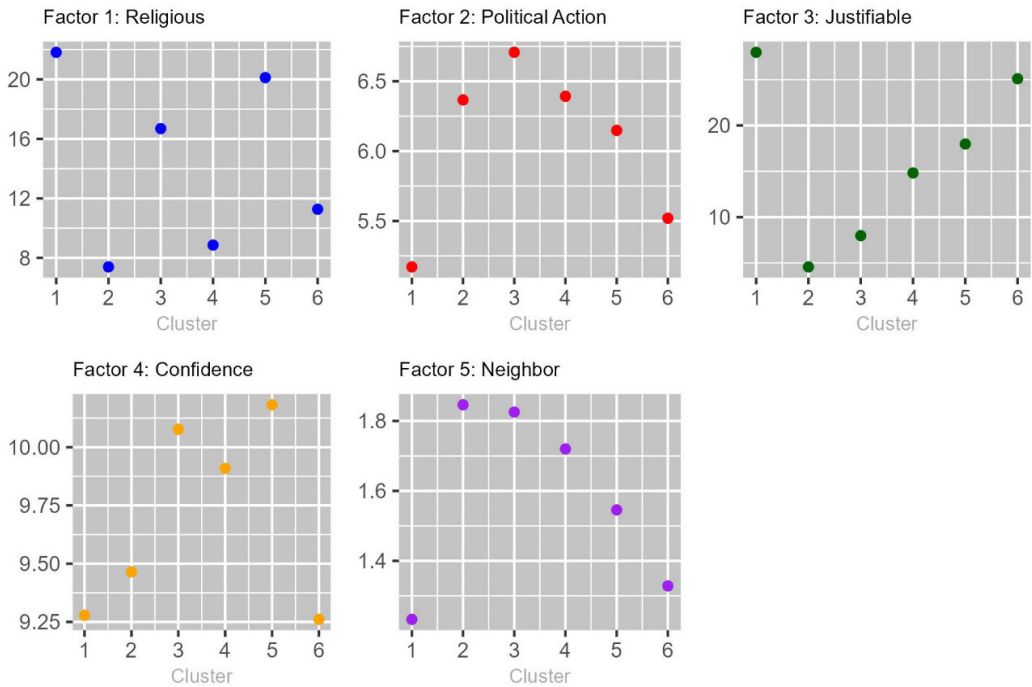 Factor 1: Religious
20
16
12
8
1 2 3 4 5 6
Cluster
Factor 2: Political Action
6.5
6.0
5.5
1 2 3 4 5 6
Cluster
Factor 3: Justifiable
20
10
1 2 3 4 5 6
Cluster
Factor 4: Confidence
10.00
9.75
9.50
9.25
1 2 3 4 5 6
Cluster
Factor 5: Neighbor
1.8
1.6
1.4
1 2 3 4 5 6
Cluster